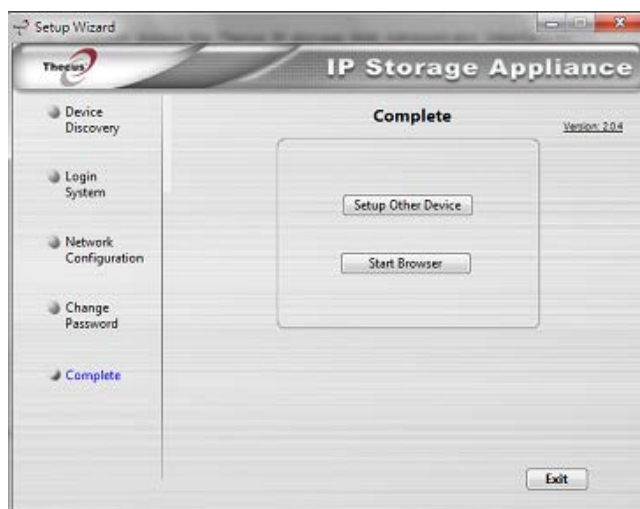 Setup Wizard
Thecus
IP Storage Appliance
Device
Discovery
Login
System
Network
Configuration
Change
Password
Complete
Complete
Version: 2.0.4
Setup Other Device
Start Browser
Exit